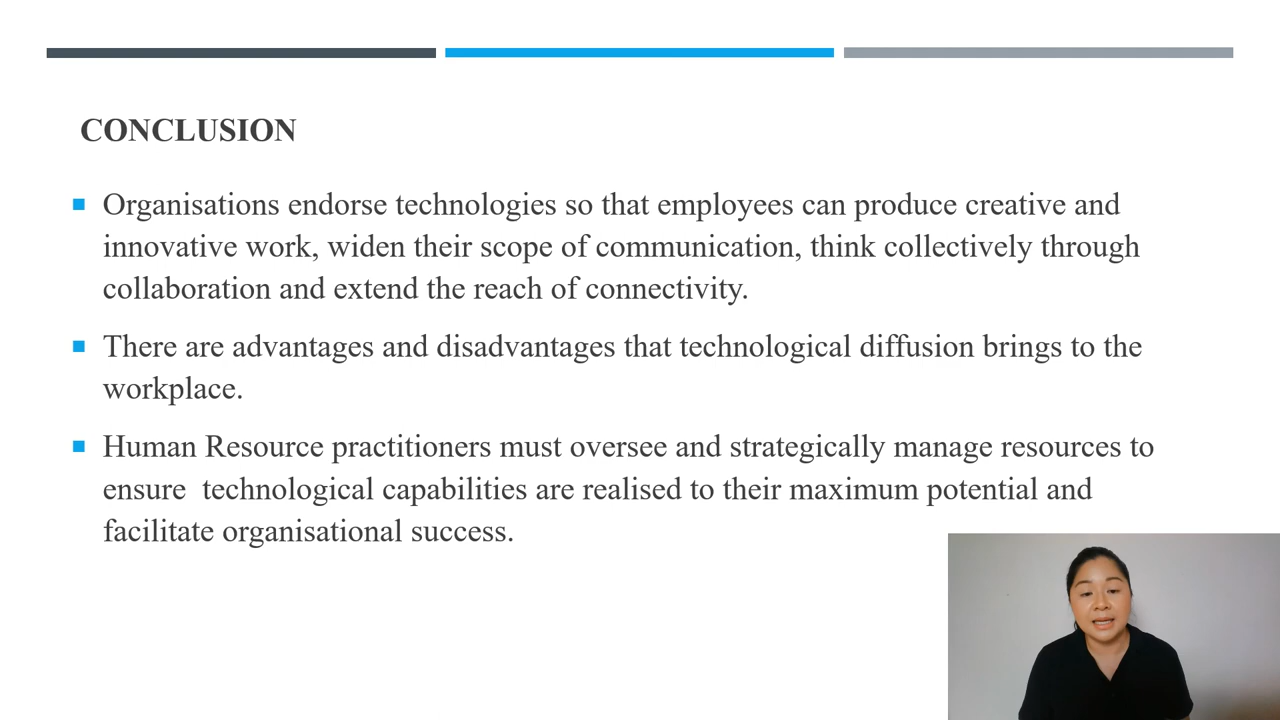 CONCLUSION
Organisations endorse technologies so that employees can produce creative and
innovative work, widen their scope of communication, think collectively through
collaboration and extend the reach of connectivity.
There are advantages and disadvantages that technological diffusion brings to the
workplace.
Human Resource practitioners must oversee and strategically manage resources to
ensure  technological capabilities are realised to their maximum potential and
facilitate organisational success.